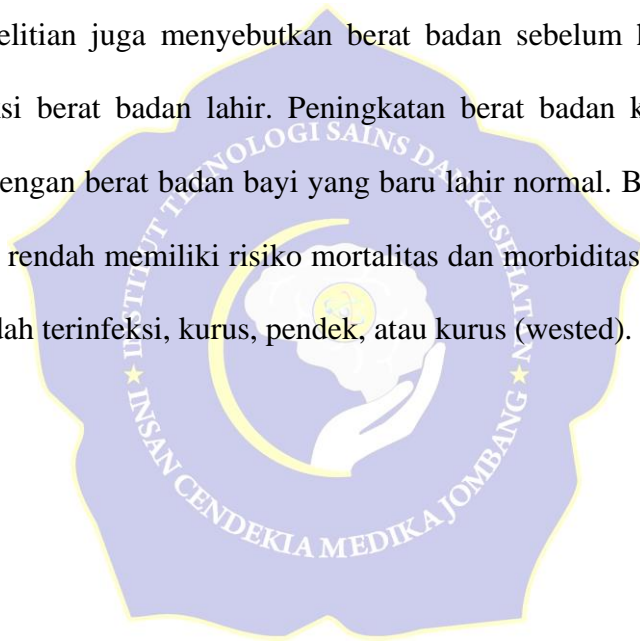 elitian juga menyebutkan berat badan sebelum
si berat badan lahir. Peningkatan berat badan
engan berat badan bayi yang baru lahir normal.
rendah memiliki risiko mortalitas dan morbiditas
dah terinfeksi, kurus, pendek, atau kurus (wested).
INSTITUT TEKNOLOGI SAINS DAN KESEHATAN
INSAN CENDEKIA MEDIKA JOMBANG